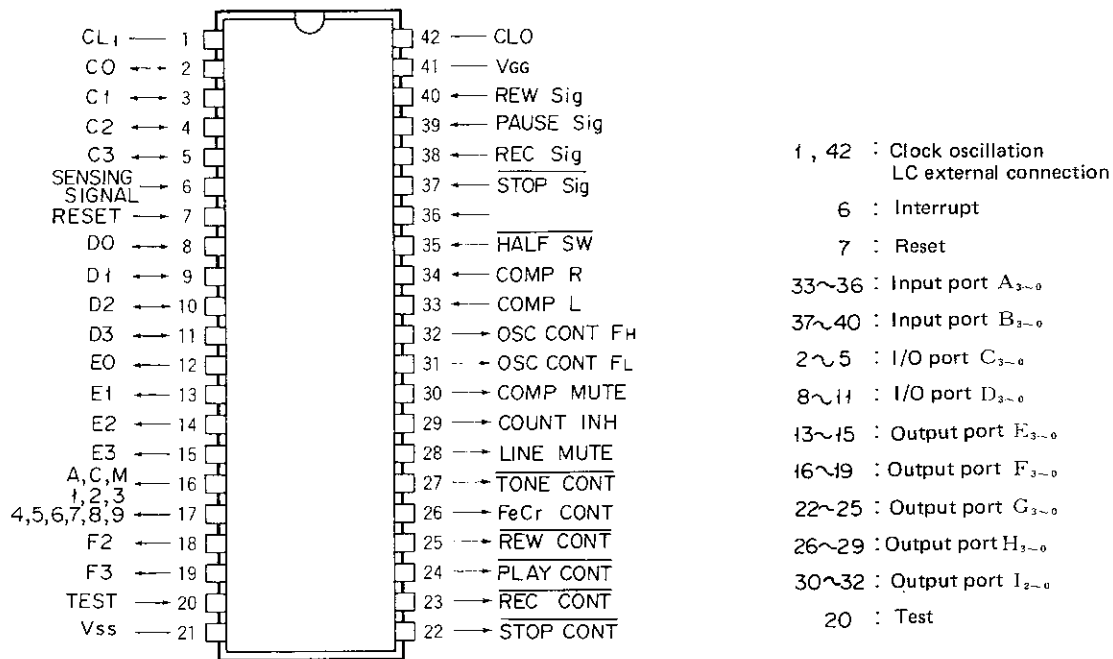 CL1 1
C0 2
C1 3
C2 4
C3 5
SENSING
SIGNAL 6
RESET 7
D0 8
D1 9
D2 10
D3 11
E0 12
E1 13
E2 14
E3 15
A,C,M 16
1,2,3
4,5,6,7,8,9 17
F2 18
F3 19
TEST 20
Vss 21
42 CLO
41 VGG
40 REW Sig
39 PAUSE Sig
38 REC Sig
37 STOP Sig
36
35 HALF SW
34 COMP R
33 COMP L
32 OSC CONT FH
31 OSC CONT FL
30 COMP MUTE
29 COUNT INH
28 LINE MUTE
27 TONE CONT
26 FeCr CONT
25 REW CONT
24 PLAY CONT
23 REC CONT
22 STOP CONT
1, 42 : Clock oscillation
LC external connection
6 : Interrupt
7 : Reset
33~36 : Input port A3~0
37~40 : Input port B3~0
2~5 : I/O port C3~0
8~11 : I/O port D3~0
13~15 : Output port E3~0
16~19 : Output port F3~0
22~25 : Output port G3~0
26~29 : Output port H3~0
30~32 : Output port I2~0
20 : Test